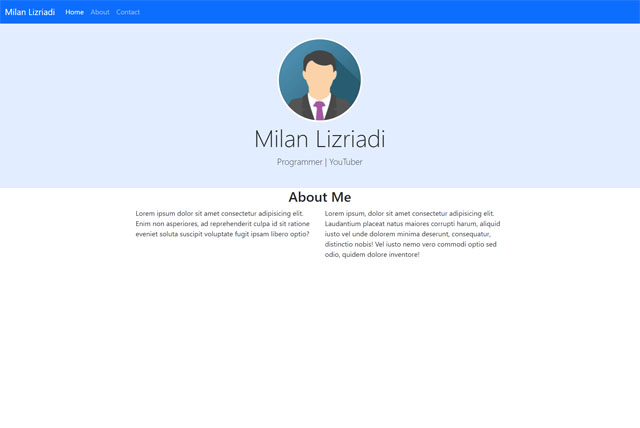 Milan Lizriadi Home About Contact
Milan Lizriadi
Programmer | YouTuber
About Me
Lorem ipsum dolor sit amet consectetur adipisicing elit.
Enim non asperiores, ad reprehenderit culpa id sit ratione
eveniet soluta suscipit voluptate fugit ipsam libero optio?
Lorem ipsum, dolor sit amet consectetur adipisicing elit.
Laudantium placeat natus maiores corrupti harum, aliquid
iusto vel unde dolorem minima deserunt, consequatur,
distinctio nobis! Vel iusto nemo vero commodi optio sed
odio, quidem dolore inventore!